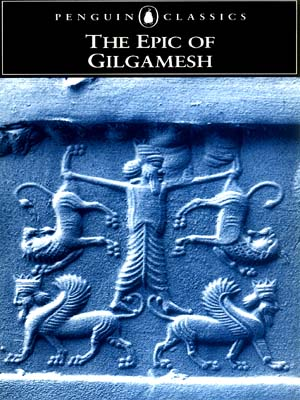 PENGUIN CLASSICS
THE EPIC OF
GILGAMESH